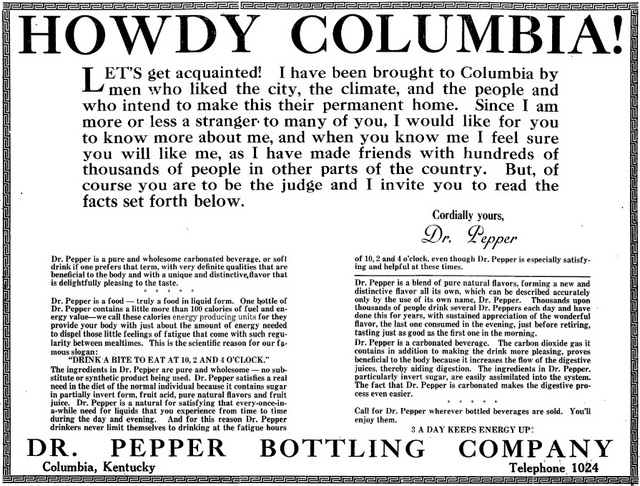 HOWDY COLUMBIA!
LET'S get acquainted! I have been brought to Columbia by
men who liked the city, the climate, and the people and
who intend to make this their permanent home. Since I am
more or less a stranger to many of you, I would like for you
to know more about me, and when you know me I feel sure
you will like me, as I have made friends with hundreds of
thousands of people in other parts of the country. But, of
course you are to be the judge and I invite you to read the
facts set forth below.
Cordially yours,
Dr. Pepper
Dr. Pepper is a pure and wholesome carbonated beverage, or soft
drink if one prefers that term, with very definite qualities that are
beneficial to the body and with a unique and distinctive flavor that
is delightfully pleasing to the taste.
* * * * *
Dr. Pepper is a food — truly a food in liquid form. One bottle of
Dr. Pepper contains a little more than 100 calories of fuel and en-
ergy value—we call these calories energy producing units for they
provide your body with just about the amount of energy needed
to dispel those little feelings of fatigue that come with such regu-
larity between mealtimes. This is the scientific reason for our fa-
mous slogan:
"DRINK A BITE TO EAT AT 10, 2 AND 4 O'CLOCK."
The ingredients in Dr. Pepper are pure and wholesome — no sub-
stitute or synthetic product being used. Dr. Pepper satisfies a real
need in the diet of the normal individual because it contains sugar
in partially invert form, fruit acid, pure natural flavors and fruit
juice. Dr. Pepper is a natural for satisfying that every-once-in-
a-while need for liquids that you experience from time to time
during the day and evening. And for this reason Dr. Pepper
drinkers never limit themselves to drinking at the fatigue hours
of 10, 2 and 4 o'clock, even though Dr. Pepper is especially satisfy-
ing and helpful at these times.
Dr. Pepper is a blend of pure natural flavors, forming a new and
distinctive flavor all its own, which can be described accurately
only by the use of its own name, Dr. Pepper. Thousands upon
thousands of people drink several Dr. Peppers each day and have
done this for years, with sustained appreciation of the wonderful
flavor, the last one consumed in the evening, just before retiring,
tasting just as good as the first one in the morning.
Dr. Pepper is a carbonated beverage. The carbon dioxide gas it
contains in addition to making the drink more pleasing, proves
beneficial to the body because it increases the flow of the digestive
juices, thereby aiding digestion. The ingredients in Dr. Pepper,
particularly invert sugar, are easily assimilated into the system.
The fact that Dr. Pepper is carbonated makes the digestive pro-
cess even easier.
* * * * *
Call for Dr. Pepper wherever bottled beverages are sold. You'll
enjoy them.
3 A DAY KEEPS ENERGY UP!
DR. PEPPER BOTTLING COMPANY
Columbia, Kentucky
Telephone 1024